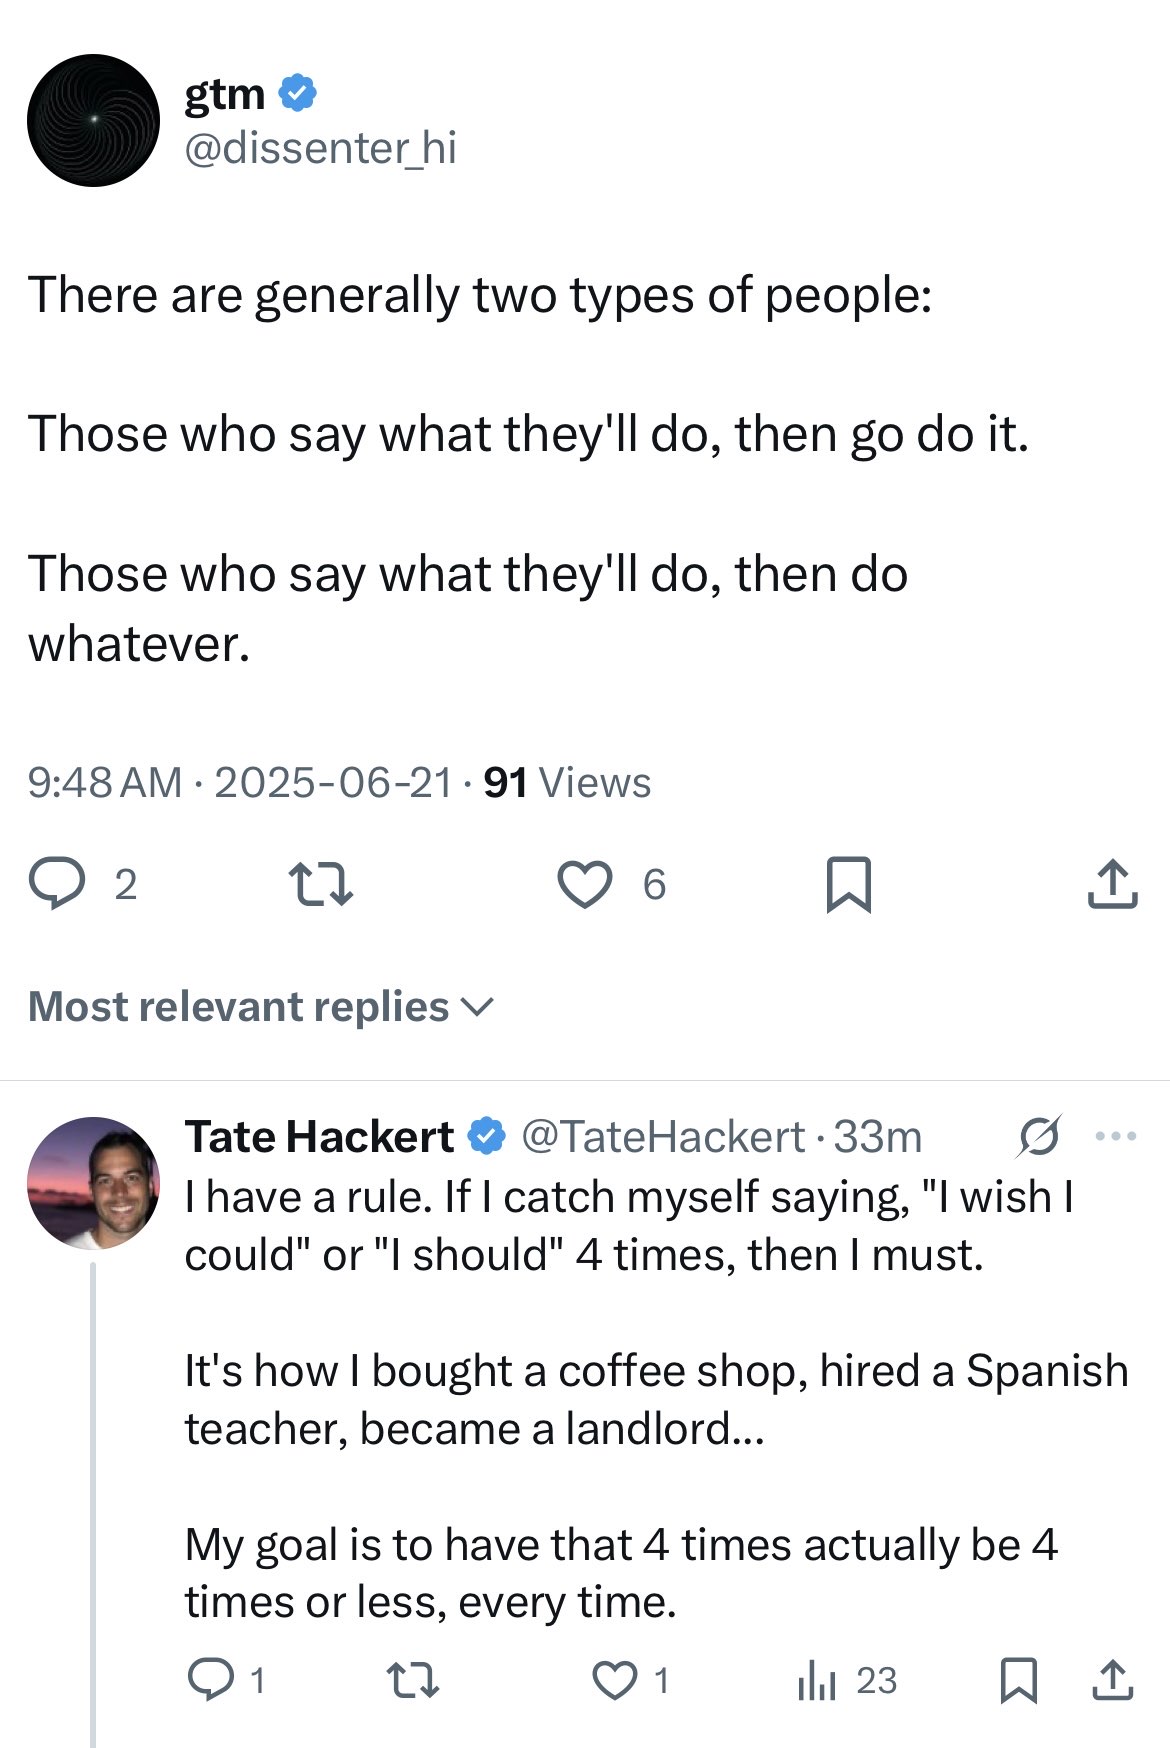 gtm
@dissenter_hi
There are generally two types of people:
Those who say what they'll do, then go do it.
Those who say what they'll do, then do
whatever.
9:48 AM · 2025-06-21 · 91 Views
2 6
Most relevant replies
Tate Hackert @TateHackert · 33m
I have a rule. If I catch myself saying, "I wish I
could" or "I should" 4 times, then I must.
It's how I bought a coffee shop, hired a Spanish
teacher, became a landlord...
My goal is to have that 4 times actually be 4
times or less, every time.
1 1 23